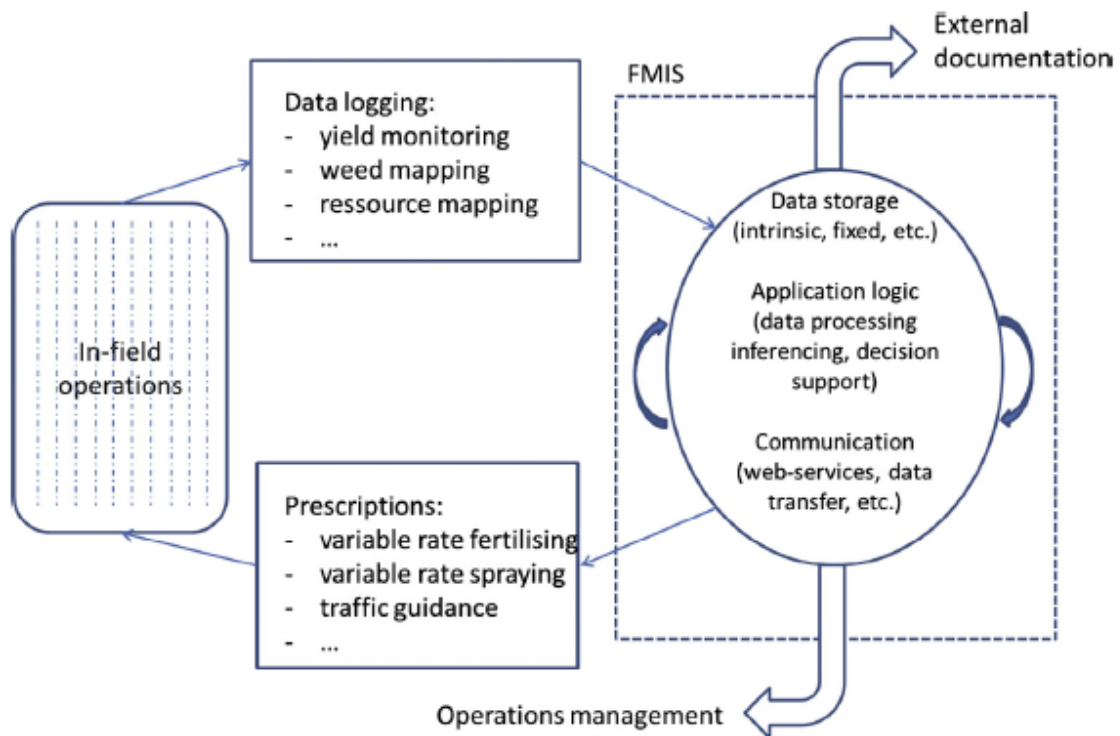 External
documentation
FMIS
Data logging:
- yield monitoring
- weed mapping
- ressource mapping
- ...
Data storage
(intrinsic, fixed, etc.)
Application logic
(data processing
inferencing, decision
support)
Communication
(web-services, data
transfer, etc.)
In-field
operations
Prescriptions:
- variable rate fertilising
- variable rate spraying
- traffic guidance
- ...
Operations management